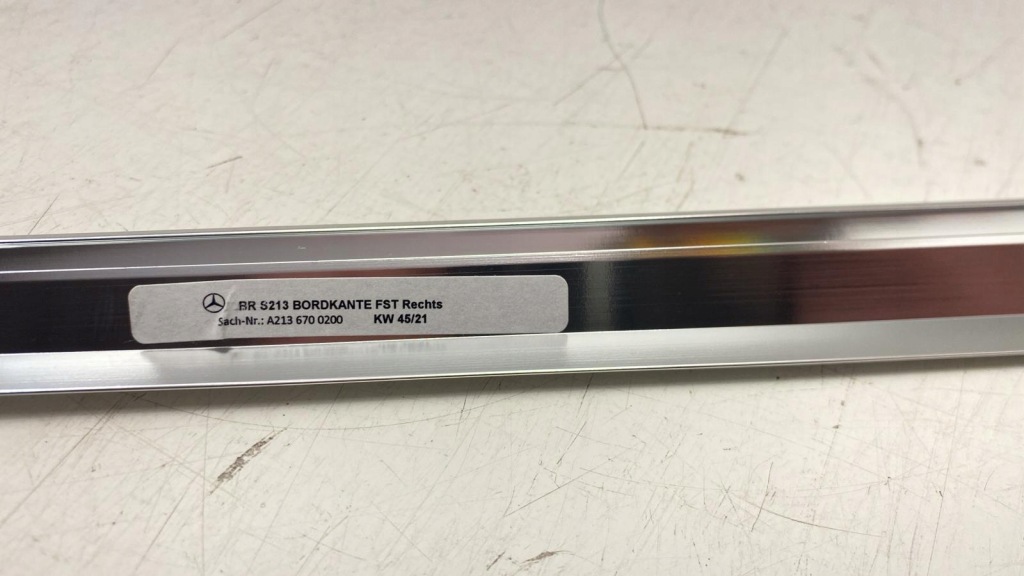 BR S213 BORDKANTE FST Rechts
Sach-Nr.: A213 670 0200 KW 45/21